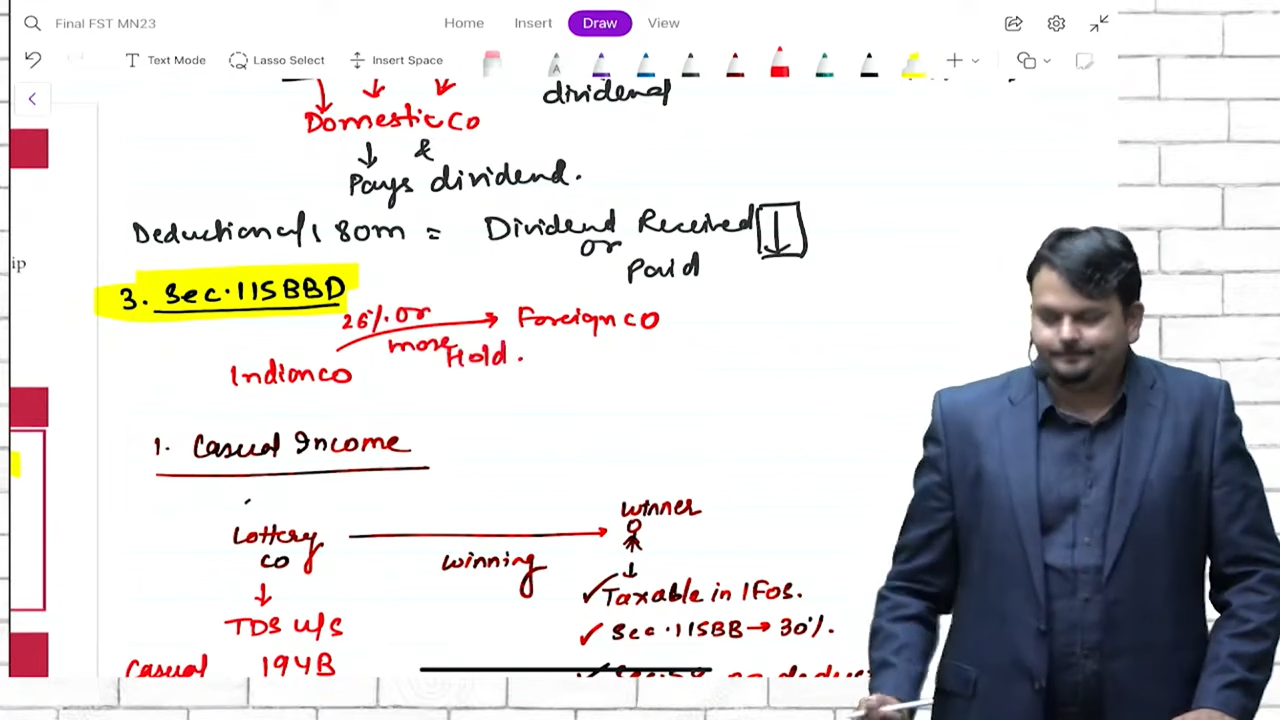 Final FST MN23
Home Insert Draw View
Text Mode Lasso Select Insert Space
dividend
Domestic Co
&
Pays dividend.
Deduction u/s 80m = Dividend Received
or
paid
ip
3. Sec.115BBD
26%. Or
more
Hold.
Foreign co
Indian co
1. Casual Income
winner
Lottery
co
winning
Taxable in IFOS.
TDS u/s
Sec.115BB → 30%.
Casual 194B